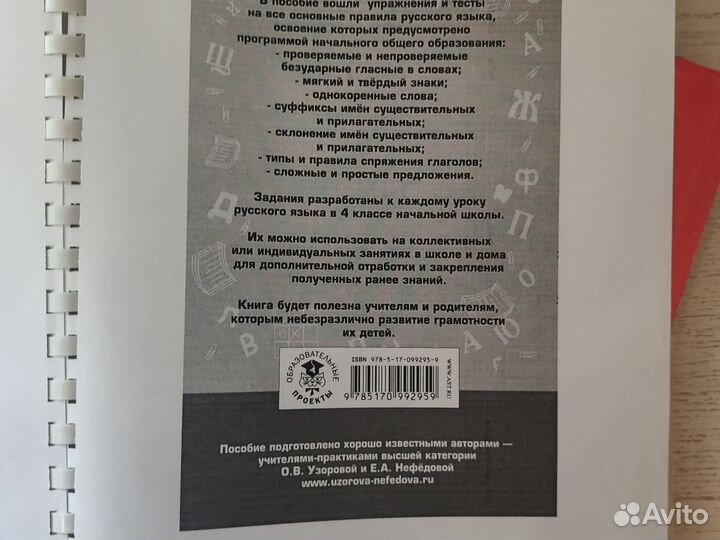 В пособие вошли упражнения и тесты
на все основные правила русского языка,
освоение которых предусмотрено
программой начального общего образования:
- проверяемые и непроверяемые
безударные гласные в словах;
- мягкий и твёрдый знаки;
- однокоренные слова;
- суффиксы имён существительных
и прилагательных;
- склонение имён существительных
и прилагательных;
- типы и правила спряжения глаголов;
- сложные и простые предложения.
Задания разработаны к каждому уроку
русского языка в 4 классе начальной школы.
Их можно использовать на коллективных
или индивидуальных занятиях в школе и дома
для дополнительной отработки и закрепления
полученных ранее знаний.
Книга будет полезна учителям и родителям,
которым небезразлично развитие грамотности
их детей.
ОБРАЗОВАТЕЛЬНЫЕ
ПРОЕКТЫ
ISBN 978-5-17-099295-9
9 785170 992959
WWW.AST.RU
Пособие подготовлено хорошо известными авторами —
учителями-практиками высшей категории
О.В. Узоровой и Е.А. Нефёдовой
www.uzorova-nefedova.ru
Avito